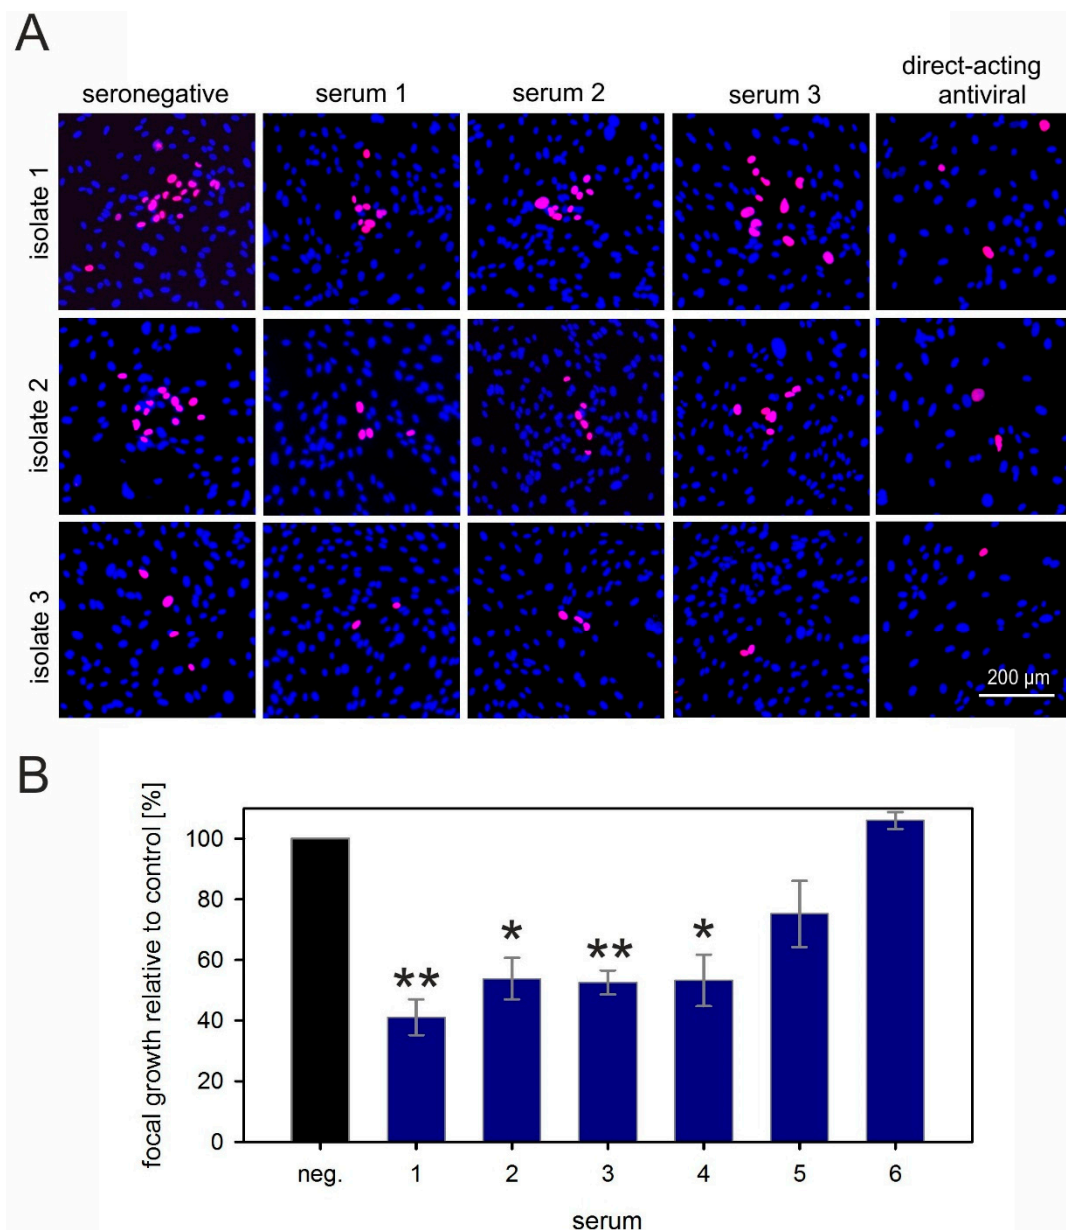 A
seronegative
serum 1
serum 2
serum 3
direct-acting
antiviral
isolate 1
isolate 2
isolate 3
200 µm
B
focal growth relative to control [%]
100
80
60
40
20
0
**
*
**
*
neg.
1
2
3
4
5
6
serum